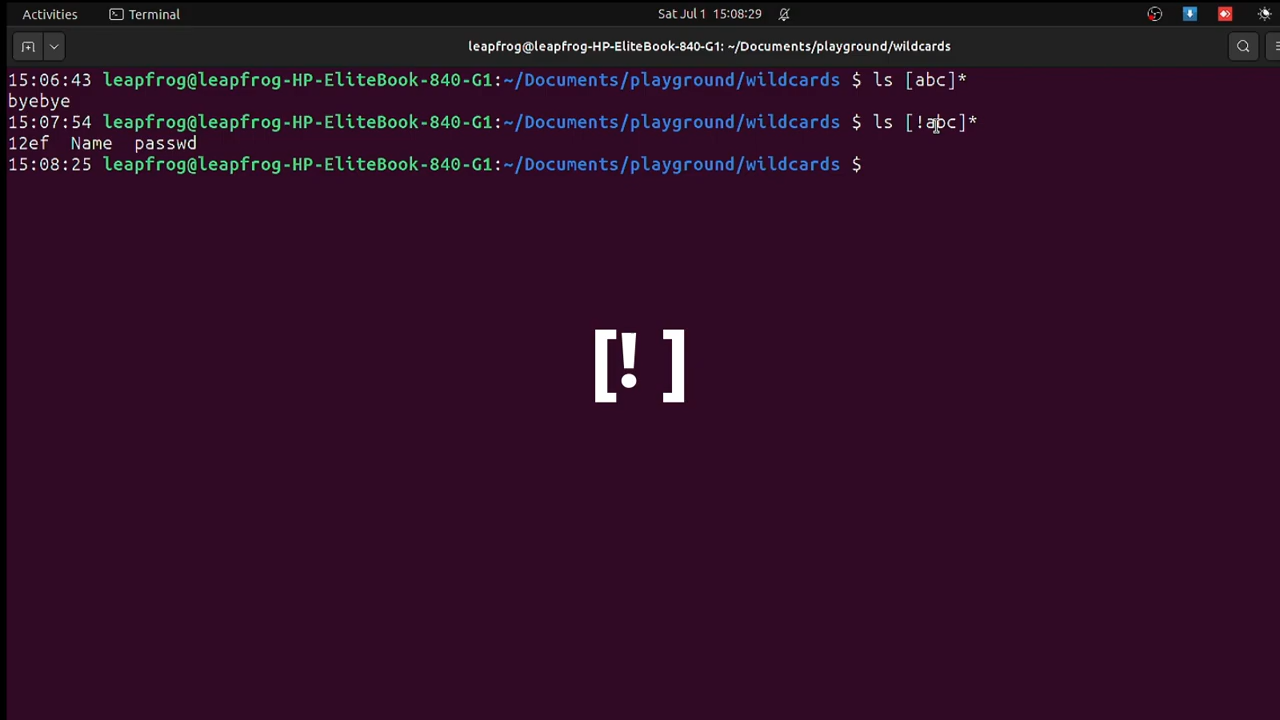 Activities Terminal Sat Jul 1 15:08:29
leapfrog@leapfrog-HP-EliteBook-840-G1: ~/Documents/playground/wildcards
15:06:43 leapfrog@leapfrog-HP-EliteBook-840-G1:~/Documents/playground/wildcards $ ls [abc]*
byebye
15:07:54 leapfrog@leapfrog-HP-EliteBook-840-G1:~/Documents/playground/wildcards $ ls [!abc]*
12ef Name passwd
15:08:25 leapfrog@leapfrog-HP-EliteBook-840-G1:~/Documents/playground/wildcards $
[! ]